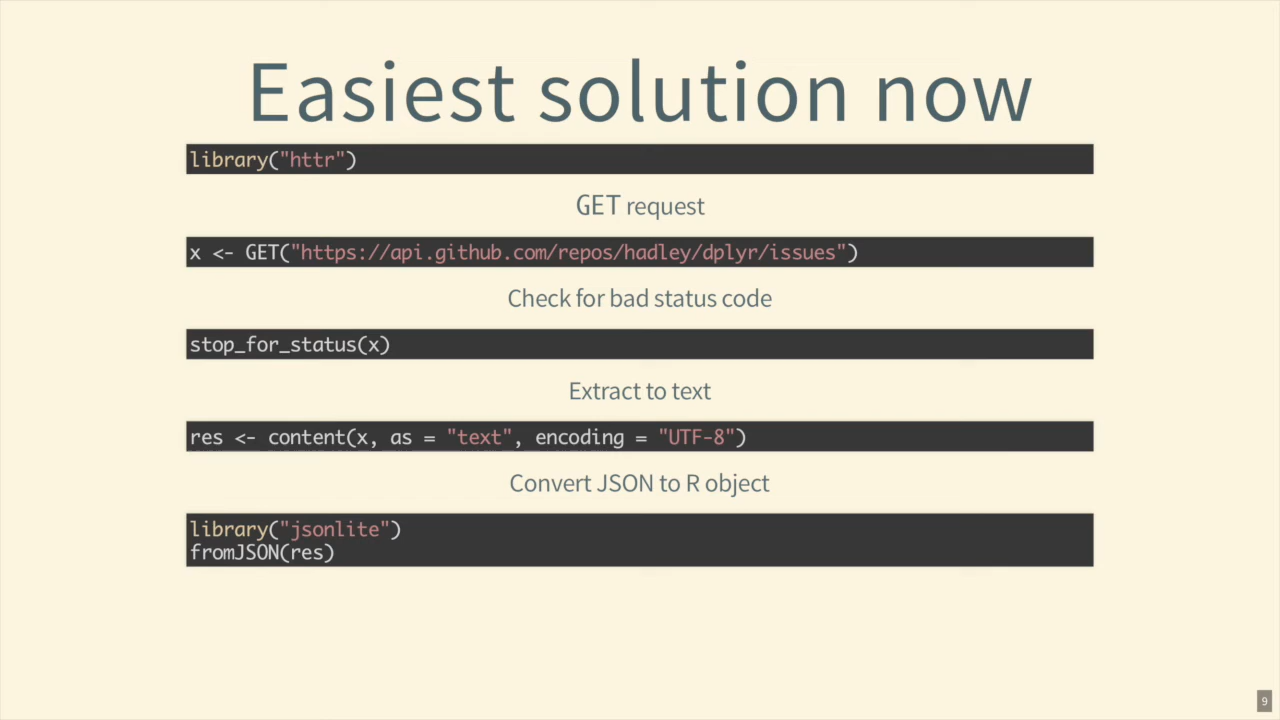 Easiest solution now
library("httr")
GET request
x <- GET("https://api.github.com/repos/hadley/dplyr/issues")
Check for bad status code
stop_for_status(x)
Extract to text
res <- content(x, as = "text", encoding = "UTF-8")
Convert JSON to R object
library("jsonlite")
fromJSON(res)
9